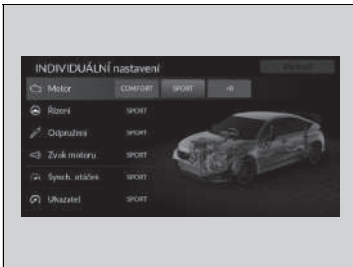 INDIVIDUÁLNÍ nastavení
Motor COMFORT SPORT +R
Řízení SPORT
Odpružení SPORT
Zvuk motoru SPORT
Synch. otáček SPORT
Ukazatel SPORT